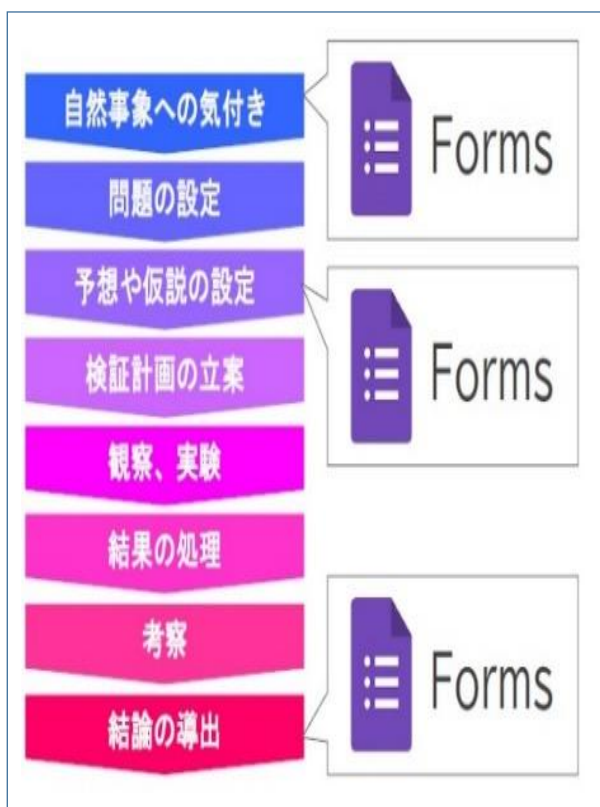 自然事象への気付き
Forms
問題の設定
予想や仮説の設定
Forms
検証計画の立案
観察、実験
結果の処理
考察
結論の導出
Forms